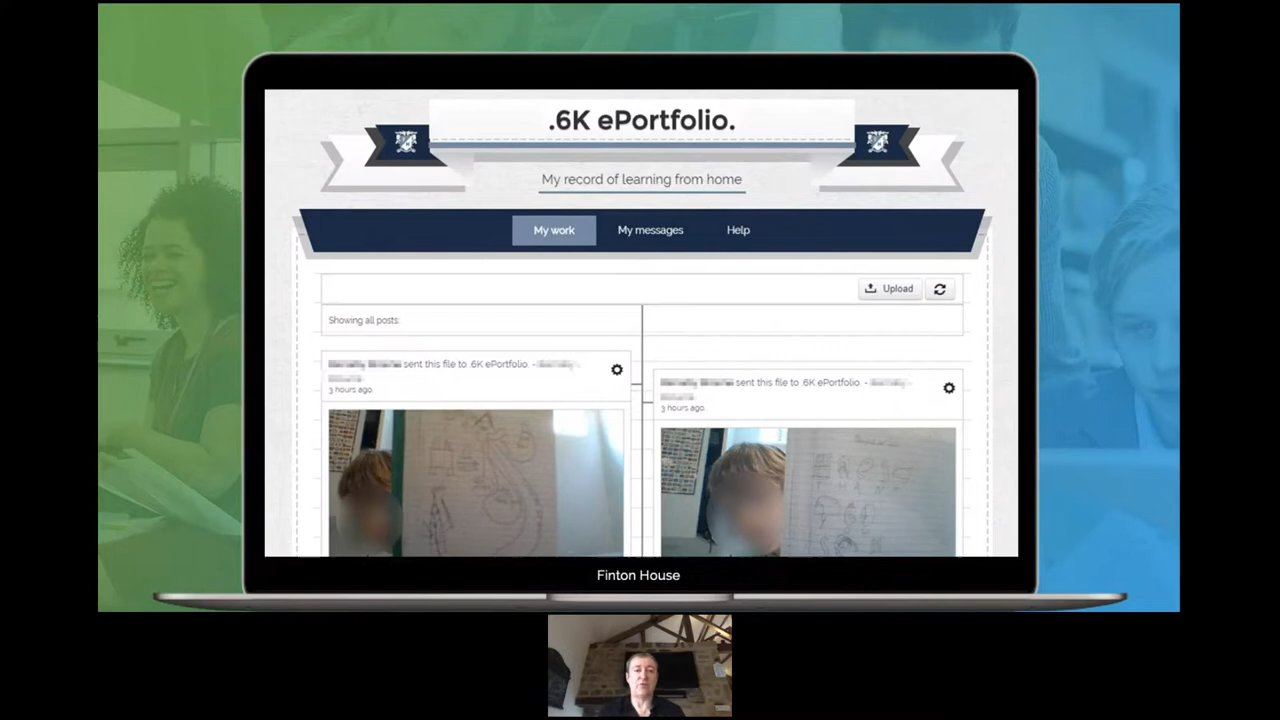 .6K ePortfolio.
My record of learning from home
My work My messages Help
Upload
Showing all posts:
sent this file to .6K ePortfolio. -
3 hours ago
sent this file to .6K ePortfolio. -
3 hours ago
Finton House